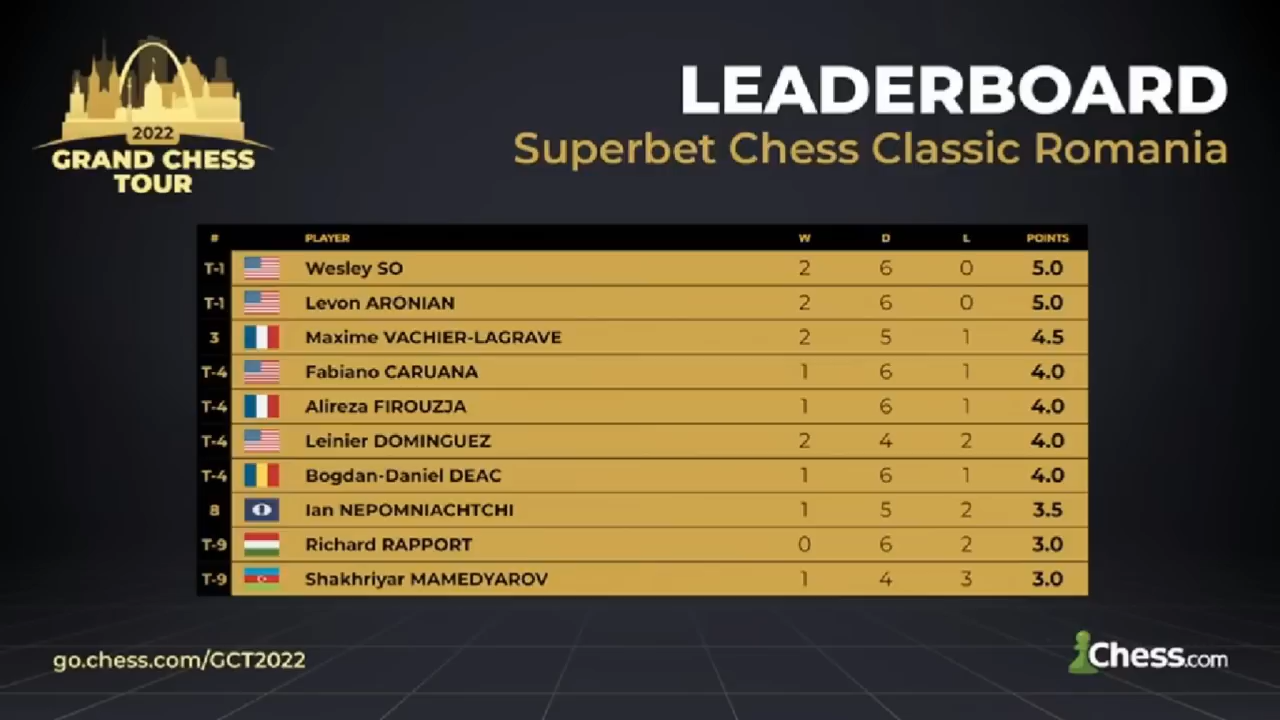 2022
GRAND CHESS
TOUR
LEADERBOARD
Superbet Chess Classic Romania
# PLAYER W D L POINTS
T-1 Wesley SO 2 6 0 5.0
T-1 Levon ARONIAN 2 6 0 5.0
3 Maxime VACHIER-LAGRAVE 2 5 1 4.5
T-4 Fabiano CARUANA 1 6 1 4.0
T-4 Alireza FIROUZJA 1 6 1 4.0
T-4 Leinier DOMINGUEZ 2 4 2 4.0
T-4 Bogdan-Daniel DEAC 1 6 1 4.0
8 Ian NEPOMNIACHTCHI 1 5 2 3.5
T-9 Richard RAPPORT 0 6 2 3.0
T-9 Shakhriyar MAMEDYAROV 1 4 3 3.0
go.chess.com/GCT2022
Chess.com